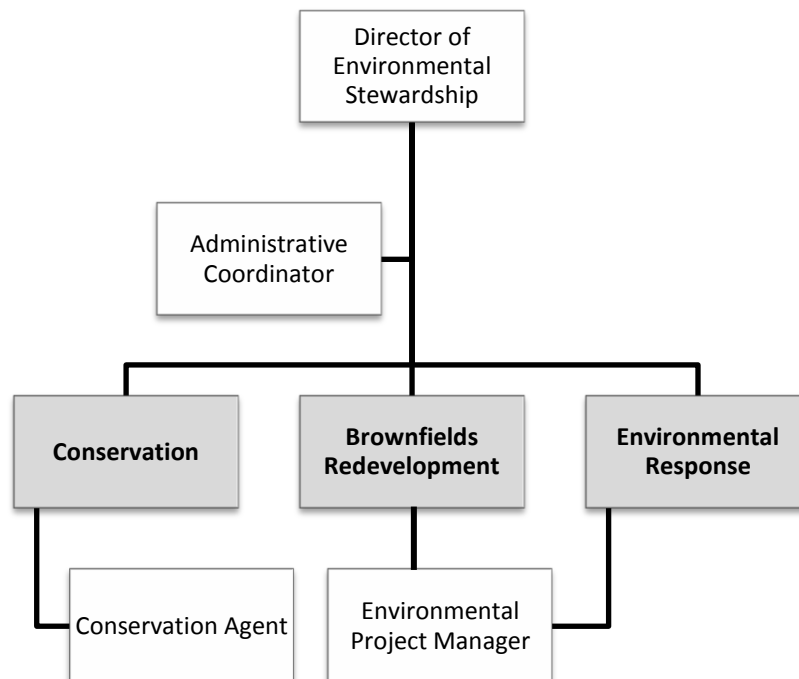 Director of
Environmental
Stewardship
Administrative
Coordinator
Conservation
Brownfields
Redevelopment
Environmental
Response
Conservation Agent
Environmental
Project Manager